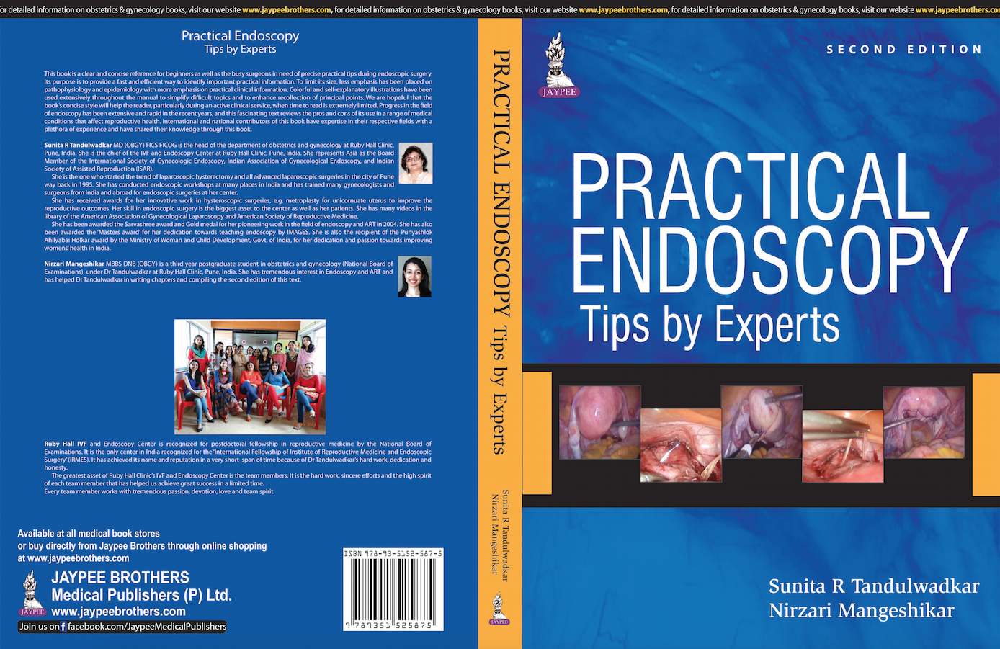 or detailed information on obstetrics & gynecology books, visit our website www.jaypeebrothers.com, for detailed information on obstetrics & gynecology books, visit our website www.jaypeebrothers.com, for detailed information on obstetrics & gynecology books, visit our website www.jaypeebrothers.co
Practical Endoscopy
Tips by Experts
This book is a clear and concise reference for beginners as well as the busy surgeons in need of precise practical tips during endoscopic surgery.
Its purpose is to provide a fast and efficient way to identify important practical information. To limit its size, less emphasis has been placed on
pathophysiology and epidemiology with more emphasis on practical clinical information. Colorful and self-explanatory illustrations have been
used extensively throughout the manual to simplify difficult topics and to enhance recollection of principal points. We are hopeful that the
book's concise style will help the reader, particularly during an active clinical service, when time to read is extremely limited. Progress in the field
of endoscopy has been extensive and rapid in the recent years, and this fascinating text reviews the pros and cons of its use in a range of medical
conditions that affect reproductive health. International and national contributors of this book have expertise in their respective fields with a
plethora of experience and have shared their knowledge through this book.
Sunita R Tandulwadkar MD (OBGY) FICS FICOG is the head of the department of obstetrics and gynecology at Ruby Hall Clinic,
Pune, India. She is the chief of the IVF and Endoscopy Center at Ruby Hall Clinic, Pune, India. She represents Asia as the Board
Member of the International Society of Gynecologic Endoscopy, Indian Association of Gynecological Endoscopy, and Indian
Society of Assisted Reproduction (ISAR).
She is the one who started the trend of laparoscopic hysterectomy and all advanced laparoscopic surgeries in the city of Pune
way back in 1995. She has conducted endoscopic workshops at many places in India and has trained many gynecologists and
surgeons from India and abroad for endoscopic surgeries at her center.
She has received awards for her innovative work in hysteroscopic surgeries, e.g. metroplasty for unicornuate uterus to improve the
reproductive outcomes. Her skill in endoscopic surgery is the biggest asset to the center as well as her patients. She has many videos in the
library of the American Association of Gynecological Laparoscopy and American Society of Reproductive Medicine.
She has been awarded the Sarvashree award and Gold medal for her pioneering work in the field of endoscopy and ART in 2004. She has also
been awarded the 'Masters award' for her dedication towards teaching endoscopy by IMAGES. She is also the recipient of the Punyashlok
Ahilyabai Holkar award by the Ministry of Woman and Child Development, Govt. of India, for her dedication and passion towards improving
womens' health in India.
Nirzari Mangeshikar MBBS DNB (OBGY) is a third year postgraduate student in obstetrics and gynecology (National Board of
Examinations), under Dr Tandulwadkar at Ruby Hall Clinic, Pune, India. She has tremendous interest in Endoscopy and ART and
has helped Dr Tandulwadkar in writing chapters and compiling the second edition of this text.
Ruby Hall IVF and Endoscopy Center is recognized for postdoctoral fellowship in reproductive medicine by the National Board of
Examinations. It is the only center in India recognized for the 'International Fellowship of Institute of Reproductive Medicine and Endoscopic
Surgery' (IRMES). It has achieved its name and reputation in a very short span of time because of Dr Tandulwadkar's hard work, dedication and
honesty.
The greatest asset of Ruby Hall Clinic's IVF and Endoscopy Center is the team members. It is the hard work, sincere efforts and the high spirit
of each team member that has helped us achieve great success in a limited time.
Every team member works with tremendous passion, devotion, love and team spirit.
Available at all medical book stores
or buy directly from Jaypee Brothers through online shopping
at www.jaypeebrothers.com
JAYPEE
JAYPEE BROTHERS
Medical Publishers (P) Ltd.
www.jaypeebrothers.com
Join us on f facebook.com/JaypeeMedicalPublishers
ISBN 978-93-5152-587-5
9 789351 525875
PRACTICAL ENDOSCOPY Tips by Experts
Sunita R Tandulwadkar
Nirzari Mangeshikar
JAYPEE
JAYPEE
SECOND EDITION
PRACTICAL
ENDOSCOPY
Tips by Experts
Sunita R Tandulwadkar
Nirzari Mangeshikar